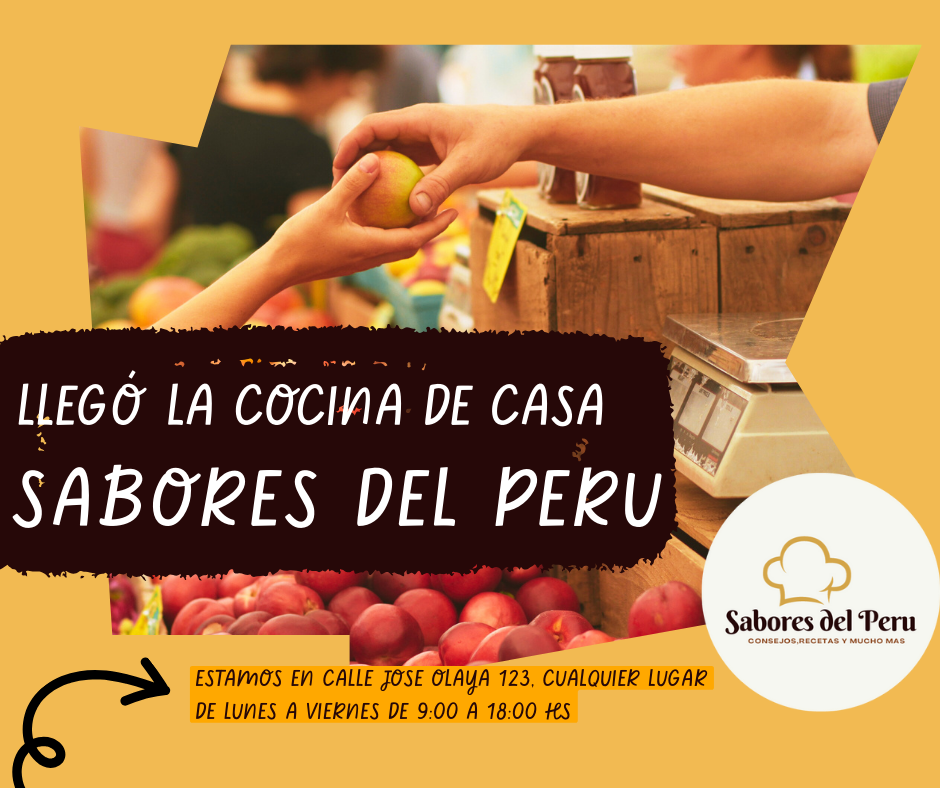 LLEGÓ LA COCINA DE CASA
SABORES DEL PERU
Sabores del Peru
CONSEJOS,RECETAS Y MUCHO MAS
ESTAMOS EN CALLE JOSE OLAYA 123, CUALQUIER LUGAR
DE LUNES A VIERNES DE 9:00 A 18:00 HS